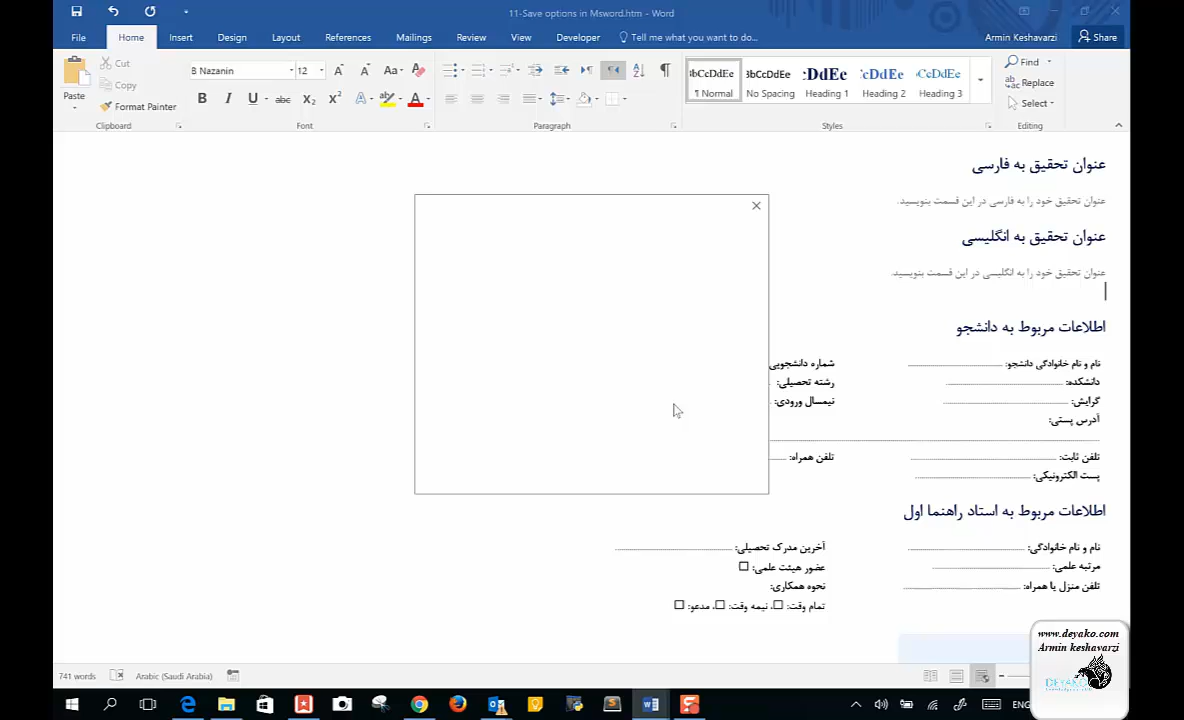 11-Save options in Msword.htm - Word
File Home Insert Design Layout References Mailings Review View Developer Tell me what you want to do... Armin Keshavarzi Share
Paste
Cut
Copy
Format Painter
Clipboard
B Nazanin 12
Font
Paragraph
bCcDdEe bCcDdEe DdEe cDdEe CcDdEe
¶ Normal No Spacing Heading 1 Heading 2 Heading 3
Styles
Find
Replace
Select
Editing
عنوان تحقیق به فارسی
عنوان تحقیق خود را به فارسی در این قسمت بنویسید.
عنوان تحقیق به انگلیسی
عنوان تحقیق خود را به انگلیسی در این قسمت بنویسید.
اطلاعات مربوط به دانشجو
نام و نام خانوادگی دانشجو: شماره دانشجویی
دانشکده: رشته تحصیلی:
گرایش: نیمسال ورودی:
آدرس پستی:
تلفن ثابت: تلفن همراه:
پست الکترونیکی:
اطلاعات مربوط به استاد راهنما اول
نام و نام خانوادگی: آخرین مدرک تحصیلی:
مرتبه علمی: عضور هیئت علمی: ☐
تلفن منزل یا همراه: نحوه همکاری:
تمام وقت: ☐، نیمه وقت: ☐، مدعو: ☐
www.deyako.com
Armin keshavarzi
DEYAKO
741 words Arabic (Saudi Arabia)
ENG